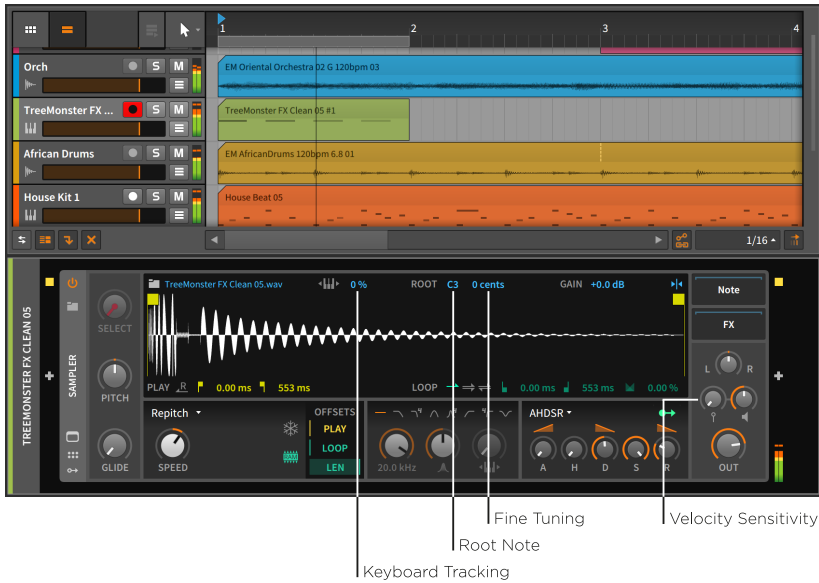 1 2 3 4
Orch S M
EM Oriental Orchestra 02 G 120bpm 03
TreeMonster FX ... S M
TreeMonster FX Clean 05 #1
African Drums S M
EM AfricanDrums 120bpm 6.8 01
House Kit 1 S M
House Beat 05
1/16
TREEMONSTER FX CLEAN 05
SAMPLER
SELECT
PITCH
GLIDE
TreeMonster FX Clean 05.wav 0 % ROOT C3 0 cents GAIN +0.0 dB
PLAY R 0.00 ms 553 ms LOOP 0.00 ms 553 ms 0.00 %
Repitch
SPEED
OFFSETS
PLAY
LOOP
LEN
20.0 kHz
AHDSR
A H D S R
Note
FX
L R
OUT
Fine Tuning
Velocity Sensitivity
Root Note
Keyboard Tracking